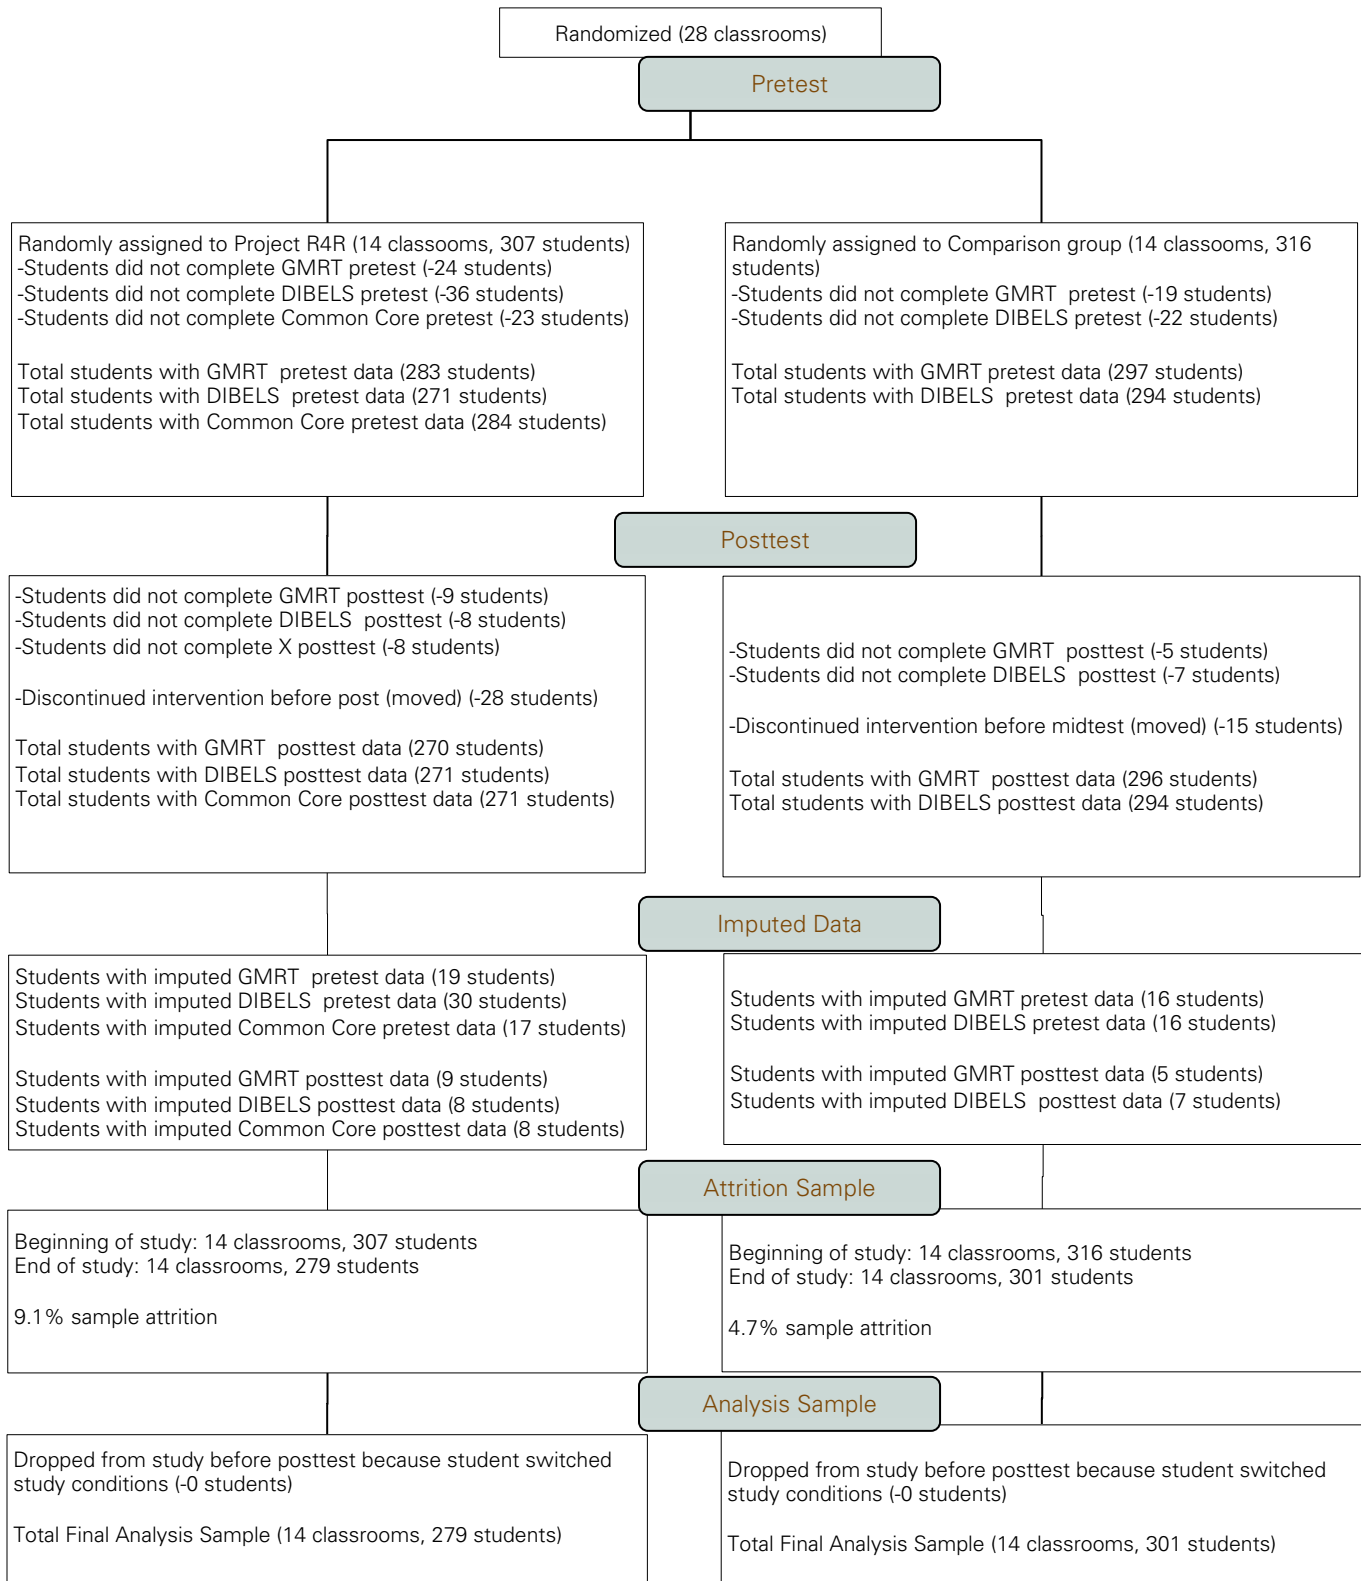 Randomized (28 classrooms)
Pretest
Randomly assigned to Project R4R (14 classooms, 307 students)
-Students did not complete GMRT pretest (-24 students)
-Students did not complete DIBELS pretest (-36 students)
-Students did not complete Common Core pretest (-23 students)
Total students with GMRT pretest data (283 students)
Total students with DIBELS pretest data (271 students)
Total students with Common Core pretest data (284 students)
Randomly assigned to Comparison group (14 classooms, 316
students)
-Students did not complete GMRT pretest (-19 students)
-Students did not complete DIBELS pretest (-22 students)
Total students with GMRT pretest data (297 students)
Total students with DIBELS pretest data (294 students)
Posttest
-Students did not complete GMRT posttest (-9 students)
-Students did not complete DIBELS posttest (-8 students)
-Students did not complete X posttest (-8 students)
-Discontinued intervention before post (moved) (-28 students)
Total students with GMRT posttest data (270 students)
Total students with DIBELS posttest data (271 students)
Total students with Common Core posttest data (271 students)
-Students did not complete GMRT posttest (-5 students)
-Students did not complete DIBELS posttest (-7 students)
-Discontinued intervention before midtest (moved) (-15 students)
Total students with GMRT posttest data (296 students)
Total students with DIBELS posttest data (294 students)
Imputed Data
Students with imputed GMRT pretest data (19 students)
Students with imputed DIBELS pretest data (30 students)
Students with imputed Common Core pretest data (17 students)
Students with imputed GMRT posttest data (9 students)
Students with imputed DIBELS posttest data (8 students)
Students with imputed Common Core posttest data (8 students)
Students with imputed GMRT pretest data (16 students)
Students with imputed DIBELS pretest data (16 students)
Students with imputed GMRT posttest data (5 students)
Students with imputed DIBELS posttest data (7 students)
Attrition Sample
Beginning of study: 14 classrooms, 307 students
End of study: 14 classrooms, 279 students
9.1% sample attrition
Beginning of study: 14 classrooms, 316 students
End of study: 14 classrooms, 301 students
4.7% sample attrition
Analysis Sample
Dropped from study before posttest because student switched
study conditions (-0 students)
Total Final Analysis Sample (14 classrooms, 279 students)
Dropped from study before posttest because student switched
study conditions (-0 students)
Total Final Analysis Sample (14 classrooms, 301 students)